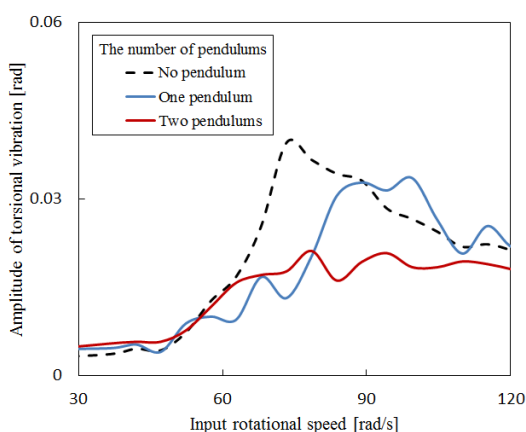 0.06
The number of pendulums
No pendulum
One pendulum
Two pendulums
0.03
0
30 60 90 120
Amplitude of torsional vibration [rad]
Input rotational speed [rad/s]